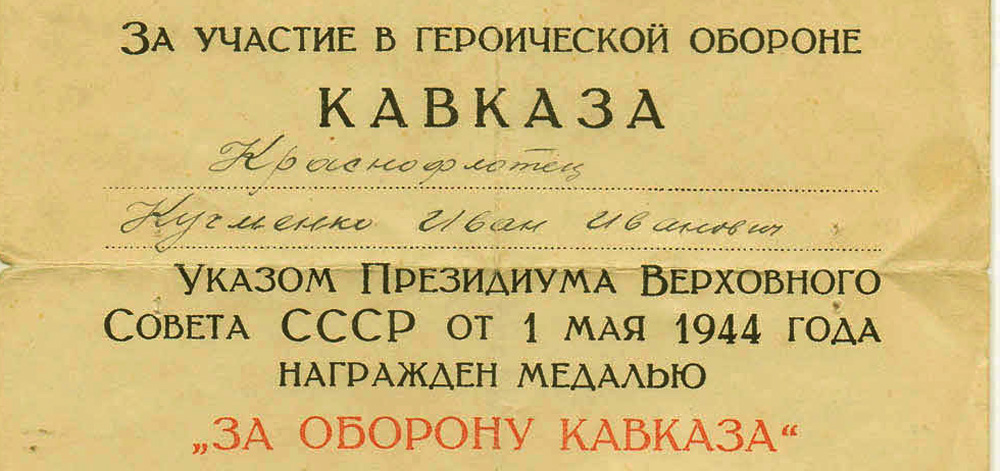 За участие в героической обороне
КАВКАЗА
Краснофлотец
Кучменко Иван Иванович
Указом Президиума Верховного
Совета СССР от 1 мая 1944 года
награжден медалью
„ЗА ОБОРОНУ КАВКАЗА“